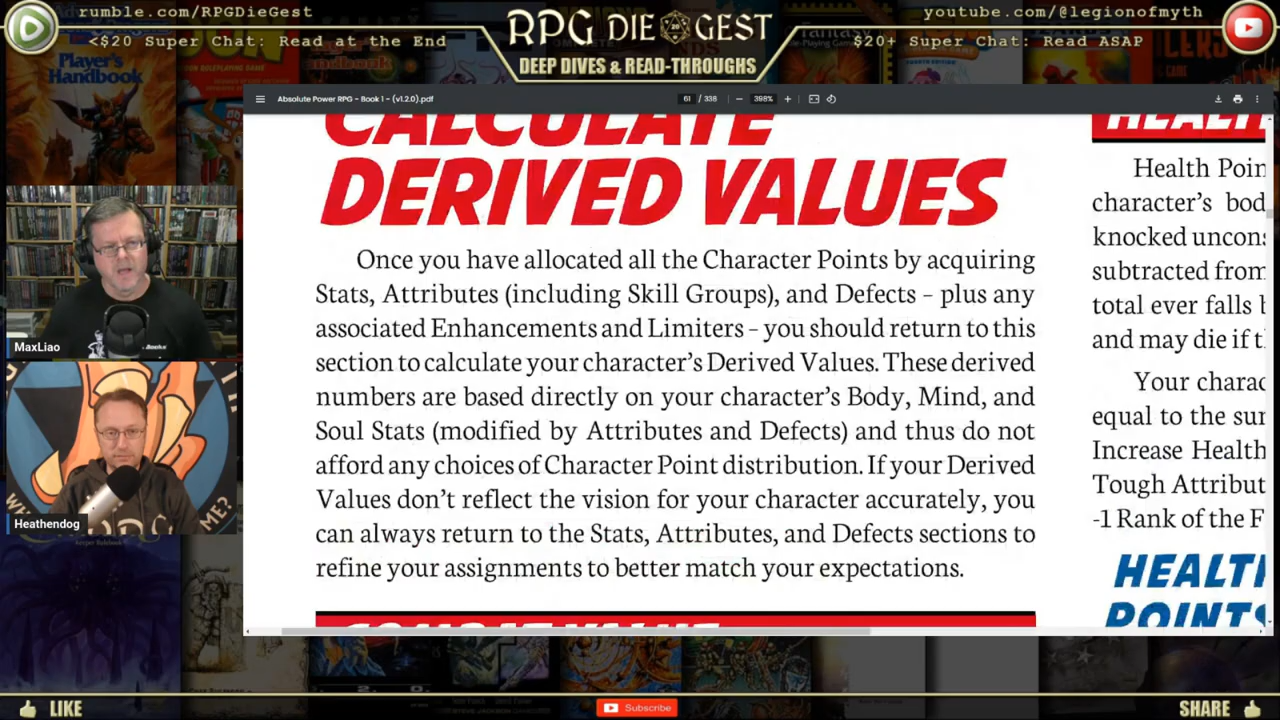 rumble.com/RPGDieGest
<$20 Super Chat: Read at the End
RPG DIE GEST
DEEP DIVES & READ-THROUGHS
youtube.com/@legionofmyth
$20+ Super Chat: Read ASAP
Player's
Handbook
Absolute Power RPG - Book 1 - (v1.2.0).pdf
61 / 338
398%
CALCULATE
DERIVED VALUES
Once you have allocated all the Character Points by acquiring
Stats, Attributes (including Skill Groups), and Defects – plus any
associated Enhancements and Limiters – you should return to this
section to calculate your character's Derived Values. These derived
numbers are based directly on your character's Body, Mind, and
Soul Stats (modified by Attributes and Defects) and thus do not
afford any choices of Character Point distribution. If your Derived
Values don't reflect the vision for your character accurately, you
can always return to the Stats, Attributes, and Defects sections to
refine your assignments to better match your expectations.
COMBAT VALUE
Health Poin
character's bod
knocked uncons
subtracted from
total ever falls b
and may die if t
Your charac
equal to the sur
Increase Health
Tough Attribut
-1 Rank of the F
HEALT
POINTS
MaxLiao
Heathendog
ME?
LIKE
Subscribe
SHARE